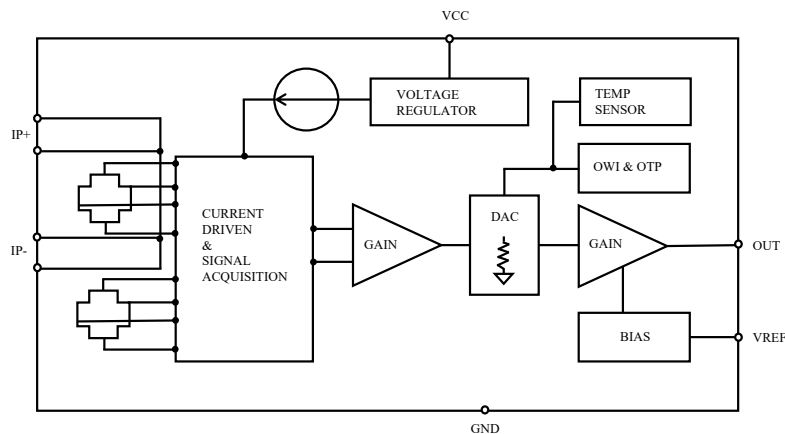 VCC
VOLTAGE
REGULATOR
TEMP
SENSOR
IP+
OWI & OTP
CURRENT
DRIVEN
&
SIGNAL
ACQUISITION
GAIN
DAC
GAIN
OUT
IP-
BIAS
VREF
GND